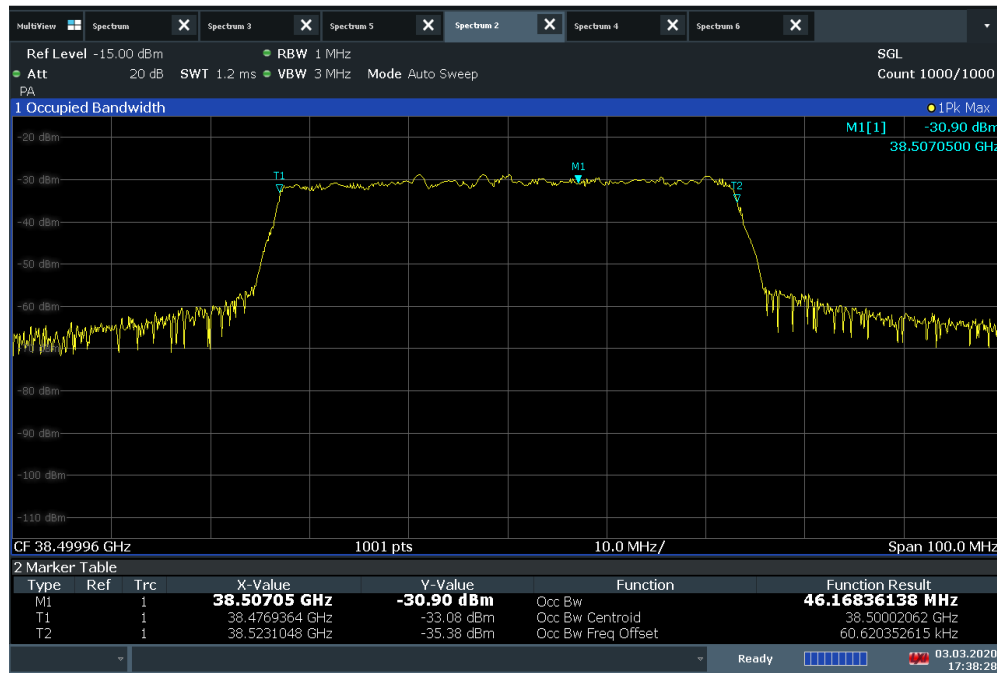 MultiView Spectrum Spectrum 3 Spectrum 5 Spectrum 2 Spectrum 4 Spectrum 6
Ref Level -15.00 dBm RBW 1 MHz SGL
Att 20 dB SWT 1.2 ms VBW 3 MHz Mode Auto Sweep Count 1000/1000
PA
1 Occupied Bandwidth 1Pk Max
M1[1] -30.90 dBm
38.5070500 GHz
-20 dBm
M1
T1
-30 dBm
T2
-40 dBm
-50 dBm
-60 dBm
-80 dBm
-90 dBm
-100 dBm
-110 dBm
CF 38.49996 GHz 1001 pts 10.0 MHz/ Span 100.0 MHz
2 Marker Table
Type Ref Trc X-Value Y-Value Function Function Result
M1 1 38.50705 GHz -30.90 dBm Occ Bw 46.16836138 MHz
T1 1 38.4769364 GHz -33.08 dBm Occ Bw Centroid 38.50002062 GHz
T2 1 38.5231048 GHz -35.38 dBm Occ Bw Freq Offset 60.620352615 kHz
Ready 03.03.2020
17:38:28